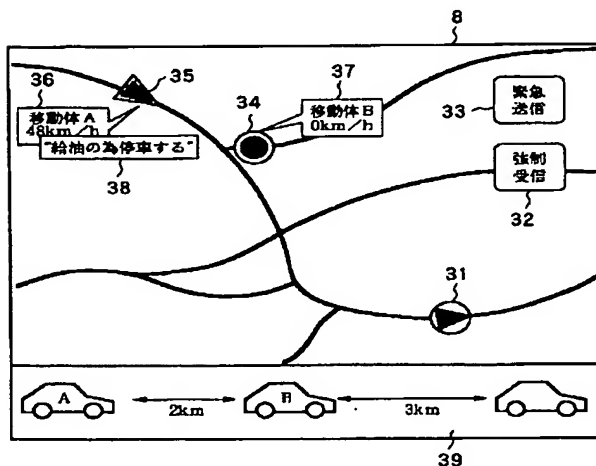 8
36
35
37
移動体A
48km/h
"給油の為停車する"
38
34
移動体B
0km/h
33
緊急
送信
強制
受信
32
31
A
2km
B
3km
39